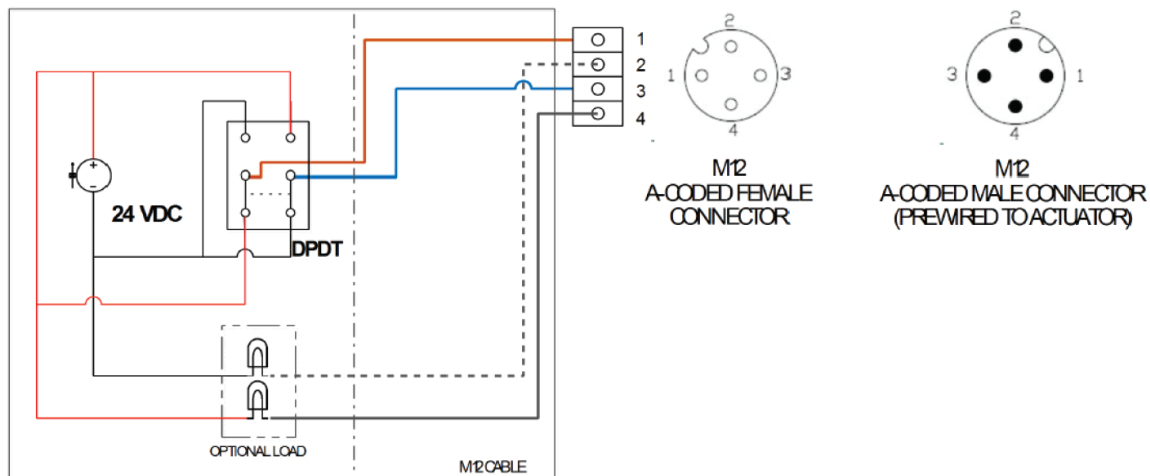 1
2
3
4
+
−
24 VDC
DPDT
OPTIONAL LOAD
M12 CABLE
2
1
3
4
M12
A-CODED FEMALE
CONNECTOR
2
3
1
4
M12
A-CODED MALE CONNECTOR
(PREWIRED TO ACTUATOR)